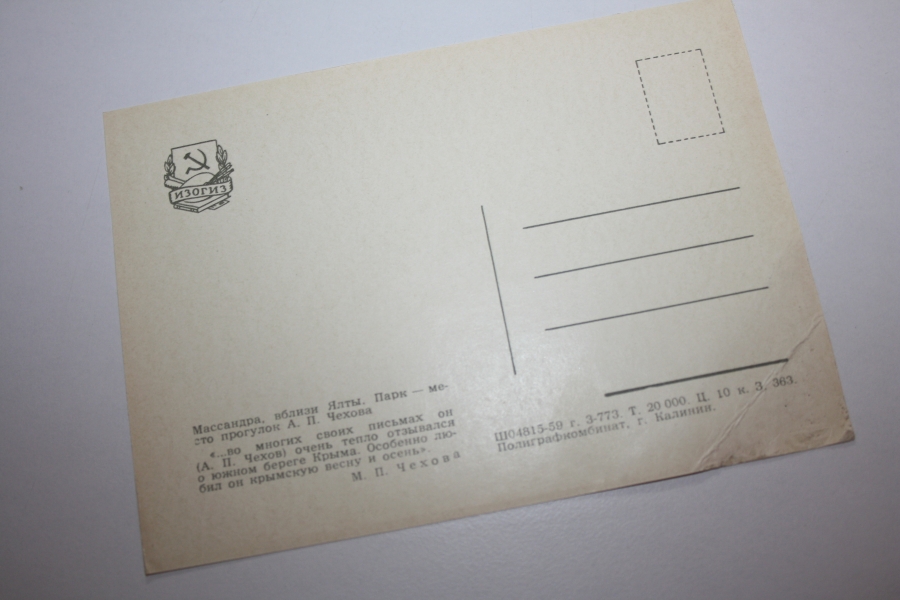 ИЗОГИЗ
Массандра, вблизи Ялты. Парк — ме-
сто прогулок А. П. Чехова
«...во многих своих письмах он
(А. П. Чехов) очень тепло отзывался
о южном береге Крыма. Особенно лю-
бил он крымскую весну и осень».
М. П. Чехова
Ш04815-59 г. З-773. Т. 20 000. Ц. 10 к. З. 363.
Полиграфкомбинат, г. Калинин.